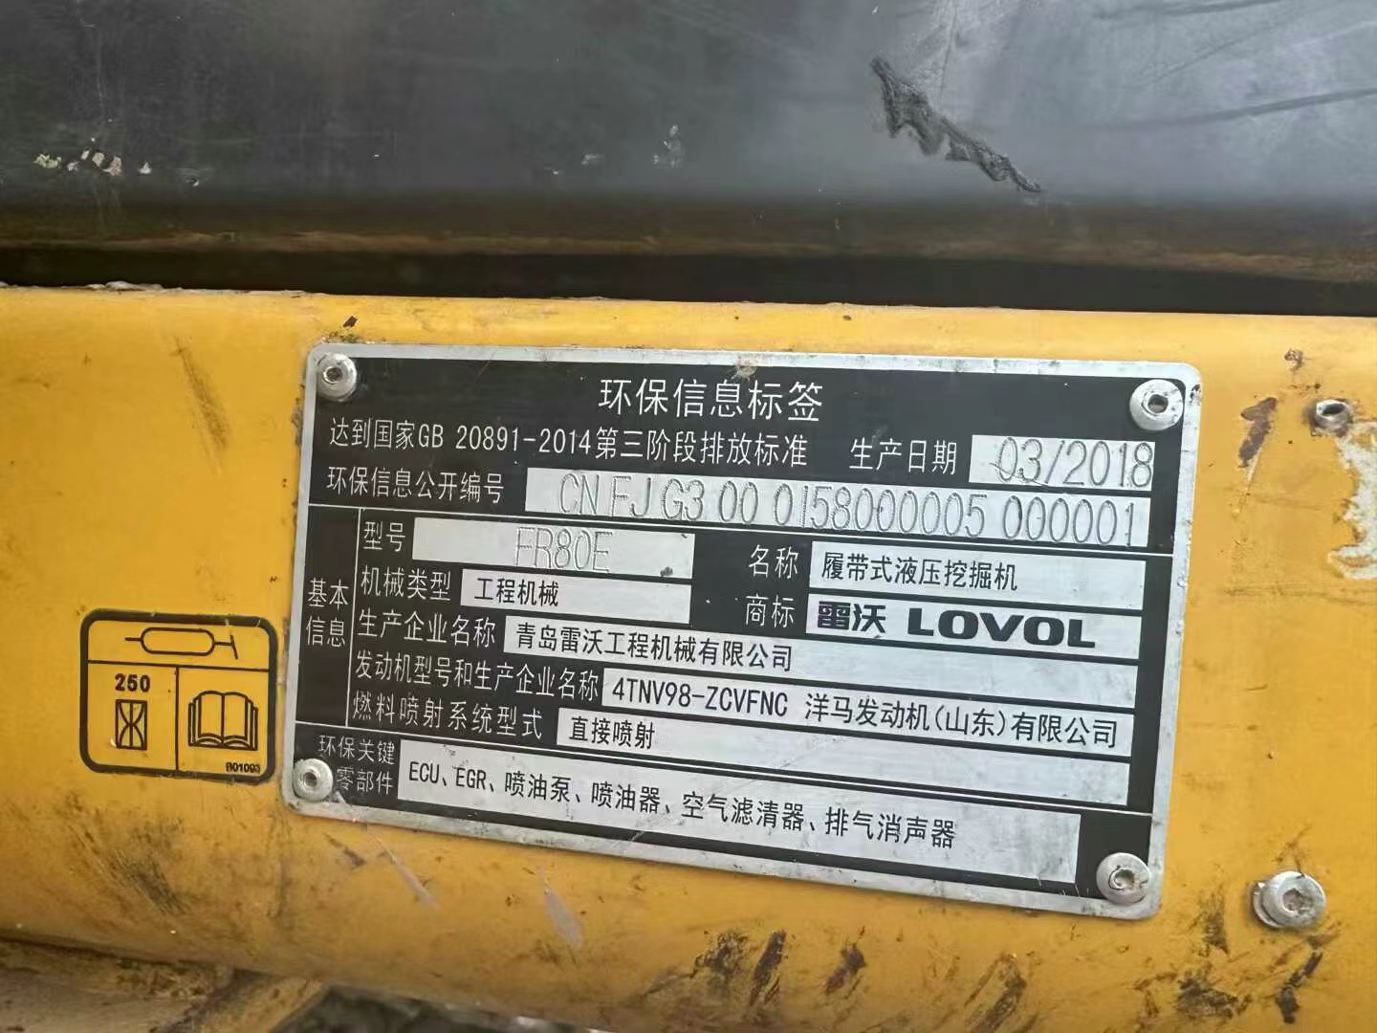 环保信息标签
达到国家GB 20891-2014第三阶段排放标准 生产日期 03/2018
环保信息公开编号 CN FJ G3 00 0158000005 000001
基本信息
型号 FR80E 名称 履带式液压挖掘机
机械类型 工程机械 商标 雷沃 LOVOL
生产企业名称 青岛雷沃工程机械有限公司
发动机型号和生产企业名称 4TNV98-ZCVFNC 洋马发动机(山东)有限公司
燃料喷射系统型式 直接喷射
环保关键零部件 ECU、EGR、喷油泵、喷油器、空气滤清器、排气消声器
250
B01093